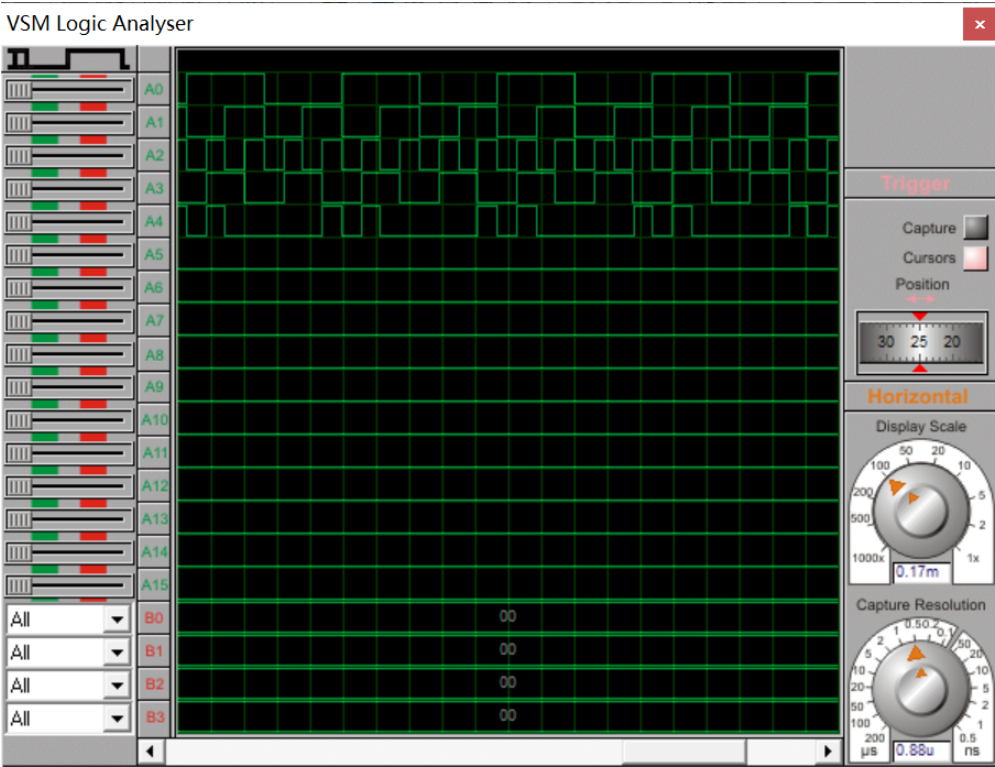 VSM Logic Analyser
×
A0
A1
A2
A3
A4
A5
A6
A7
A8
A9
A10
A11
A12
A13
A14
A15
All B0 00
All B1 00
All B2 00
All B3 00
Trigger
Capture
Cursors
Position
30 25 20
Horizontal
Display Scale
50 20
100 10
200 5
500 2
1000x 1x
0.17m
Capture Resolution
1 0.5 0.2 0.1
2 50
5 20
10 10
20 5
50 2
100 1
200 0.5
µs 0.88u ns